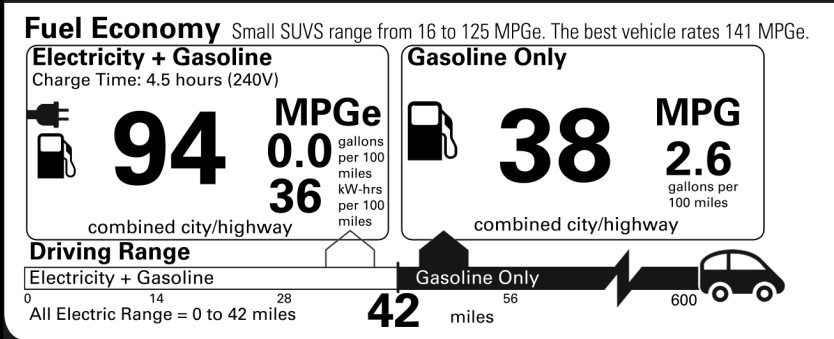 Fuel Economy Small SUVS range from 16 to 125 MPGe. The best vehicle rates 141 MPGe.
Electricity + Gasoline
Charge Time: 4.5 hours (240V)
94
MPGe
0.0 gallons per 100 miles
36 kW-hrs per 100 miles
combined city/highway
Gasoline Only
38
MPG
2.6
gallons per
100 miles
combined city/highway
Driving Range
Electricity + Gasoline Gasoline Only
0 14 28 42 56 600
All Electric Range = 0 to 42 miles miles